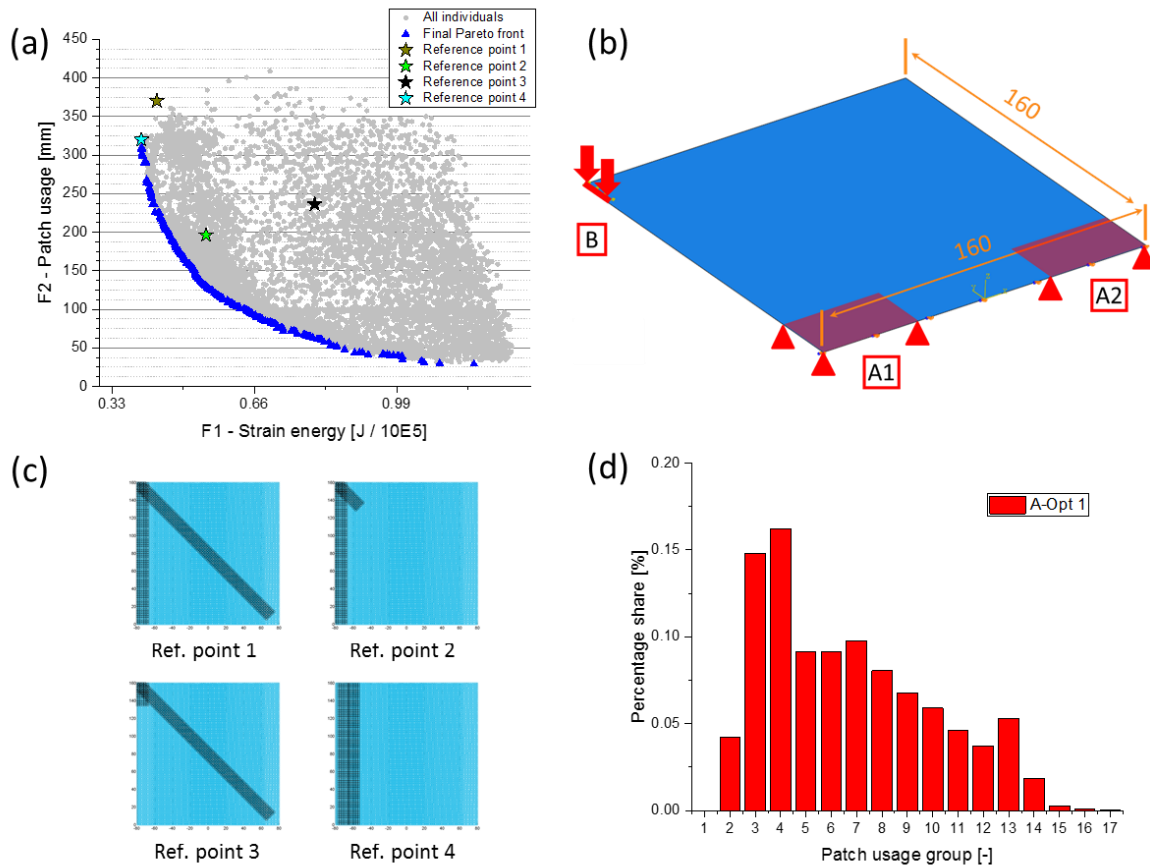 (a)
All individuals
Final Pareto front
Reference point 1
Reference point 2
Reference point 3
Reference point 4
450
400
350
300
250
200
150
100
50
0
F2 - Patch usage [mm]
0.33 0.66 0.99
F1 - Strain energy [J / 10E5]
(b)
160
160
B
A1
A2
(c)
Ref. point 1
Ref. point 2
Ref. point 3
Ref. point 4
(d)
A-Opt 1
0.20
0.15
0.10
0.05
0.00
Percentage share [%]
1 2 3 4 5 6 7 8 9 10 11 12 13 14 15 16 17
Patch usage group [-]